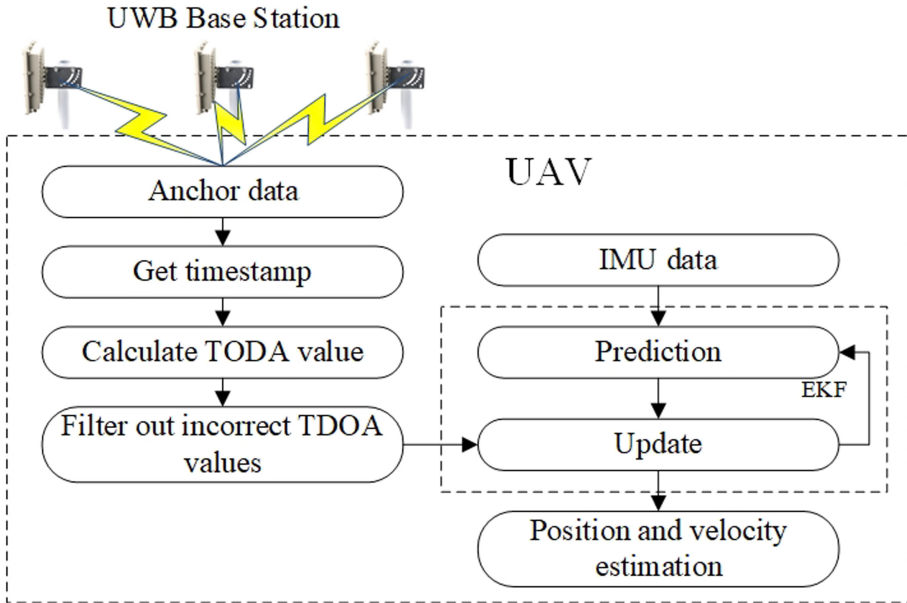 UWB Base Station
UAV
Anchor data
Get timestamp
Calculate TODA value
Filter out incorrect TDOA
values
IMU data
Prediction
EKF
Update
Position and velocity
estimation